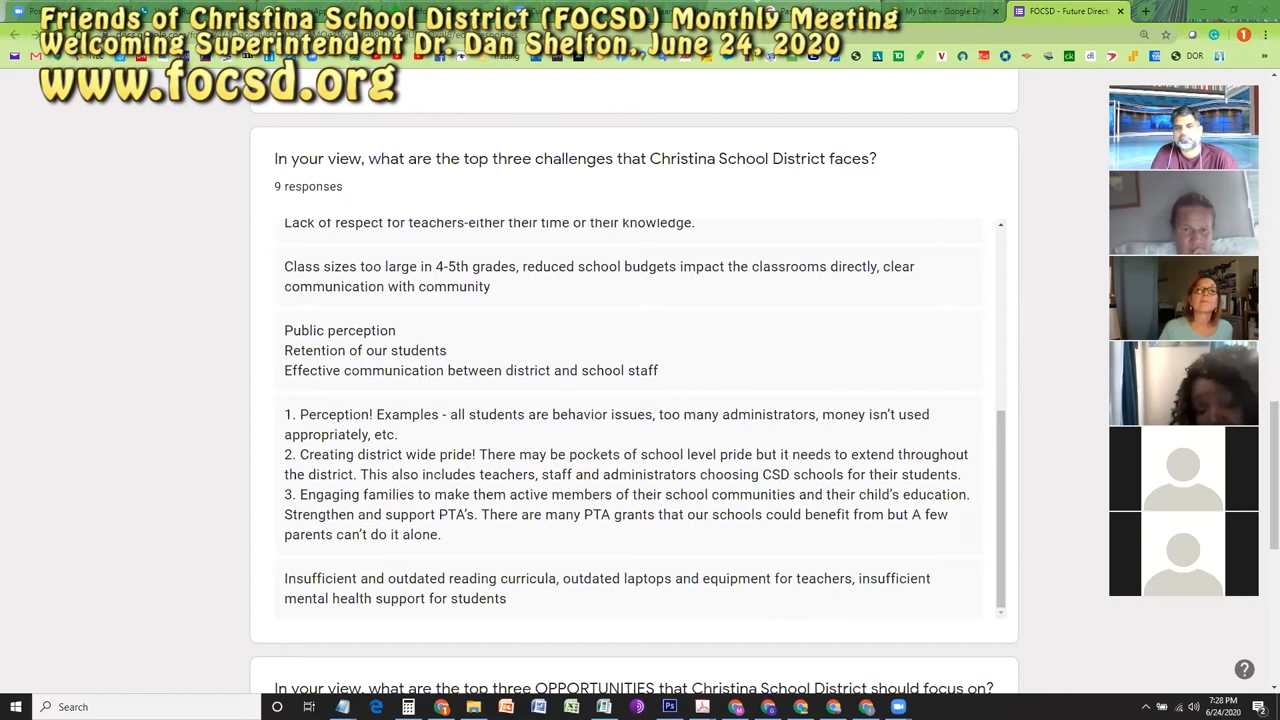 Friends of Christina School District (FOCSD) Monthly Meeting
Welcoming Superintendent Dr. Dan Shelton, June 24, 2020
www.focsd.org
My Drive - Google Dri
FOCSD - Future Direct
DOR
In your view, what are the top three challenges that Christina School District faces?
9 responses
Lack of respect for teachers-either their time or their knowledge.
Class sizes too large in 4-5th grades, reduced school budgets impact the classrooms directly, clear
communication with community
Public perception
Retention of our students
Effective communication between district and school staff
1. Perception! Examples - all students are behavior issues, too many administrators, money isn't used
appropriately, etc.
2. Creating district wide pride! There may be pockets of school level pride but it needs to extend throughout
the district. This also includes teachers, staff and administrators choosing CSD schools for their students.
3. Engaging families to make them active members of their school communities and their child's education.
Strengthen and support PTA's. There are many PTA grants that our schools could benefit from but A few
parents can't do it alone.
Insufficient and outdated reading curricula, outdated laptops and equipment for teachers, insufficient
mental health support for students
In your view, what are the top three OPPORTUNITIES that Christina School District should focus on?
Search
7:28 PM
6/24/2020